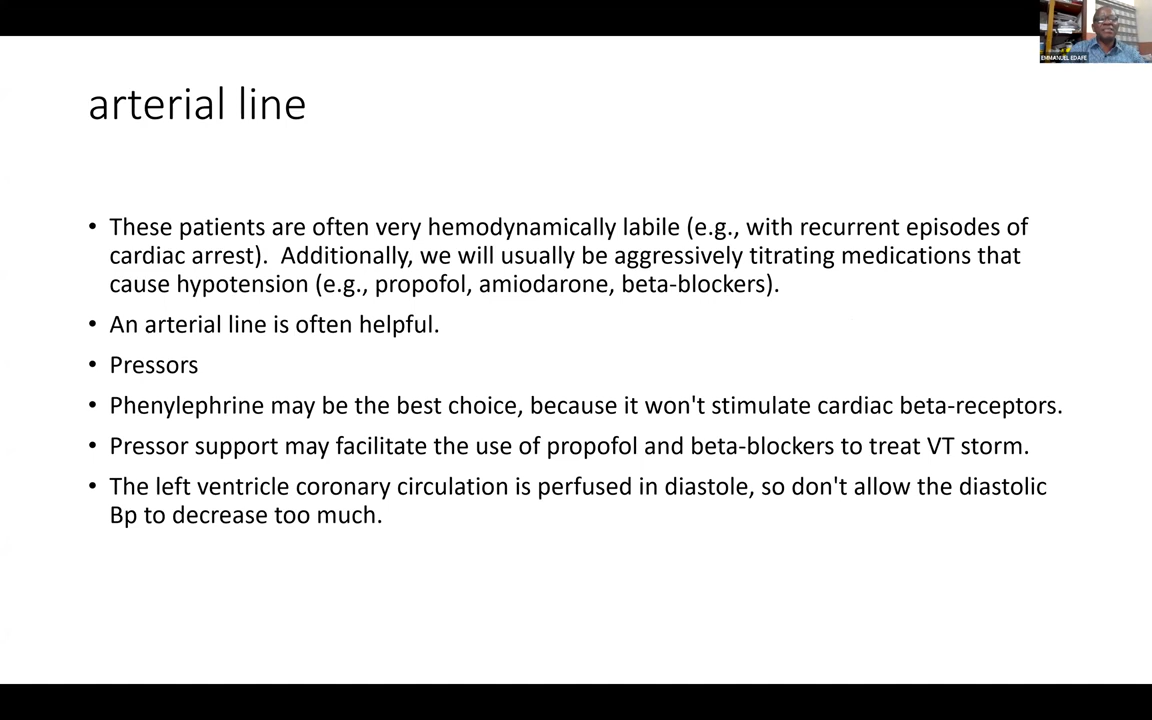 EMMANUEL EDAFE
arterial line
• These patients are often very hemodynamically labile (e.g., with recurrent episodes of
cardiac arrest).  Additionally, we will usually be aggressively titrating medications that
cause hypotension (e.g., propofol, amiodarone, beta-blockers).
• An arterial line is often helpful.
• Pressors
• Phenylephrine may be the best choice, because it won't stimulate cardiac beta-receptors.
• Pressor support may facilitate the use of propofol and beta-blockers to treat VT storm.
• The left ventricle coronary circulation is perfused in diastole, so don't allow the diastolic
Bp to decrease too much.